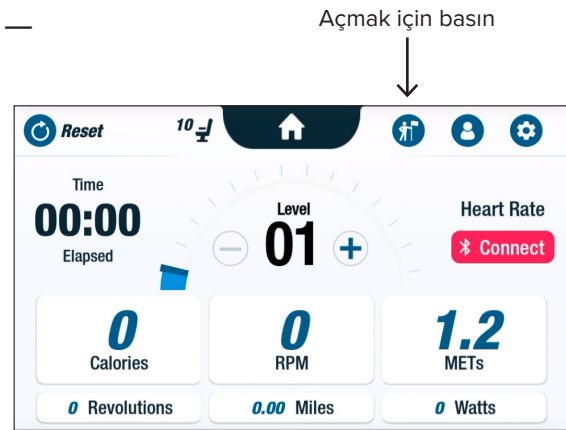 Açmak için basın
Reset
10
Time
00:00
Elapsed
Level
01
Heart Rate
Connect
0
Calories
0
RPM
1.2
METs
0 Revolutions
0.00 Miles
0 Watts